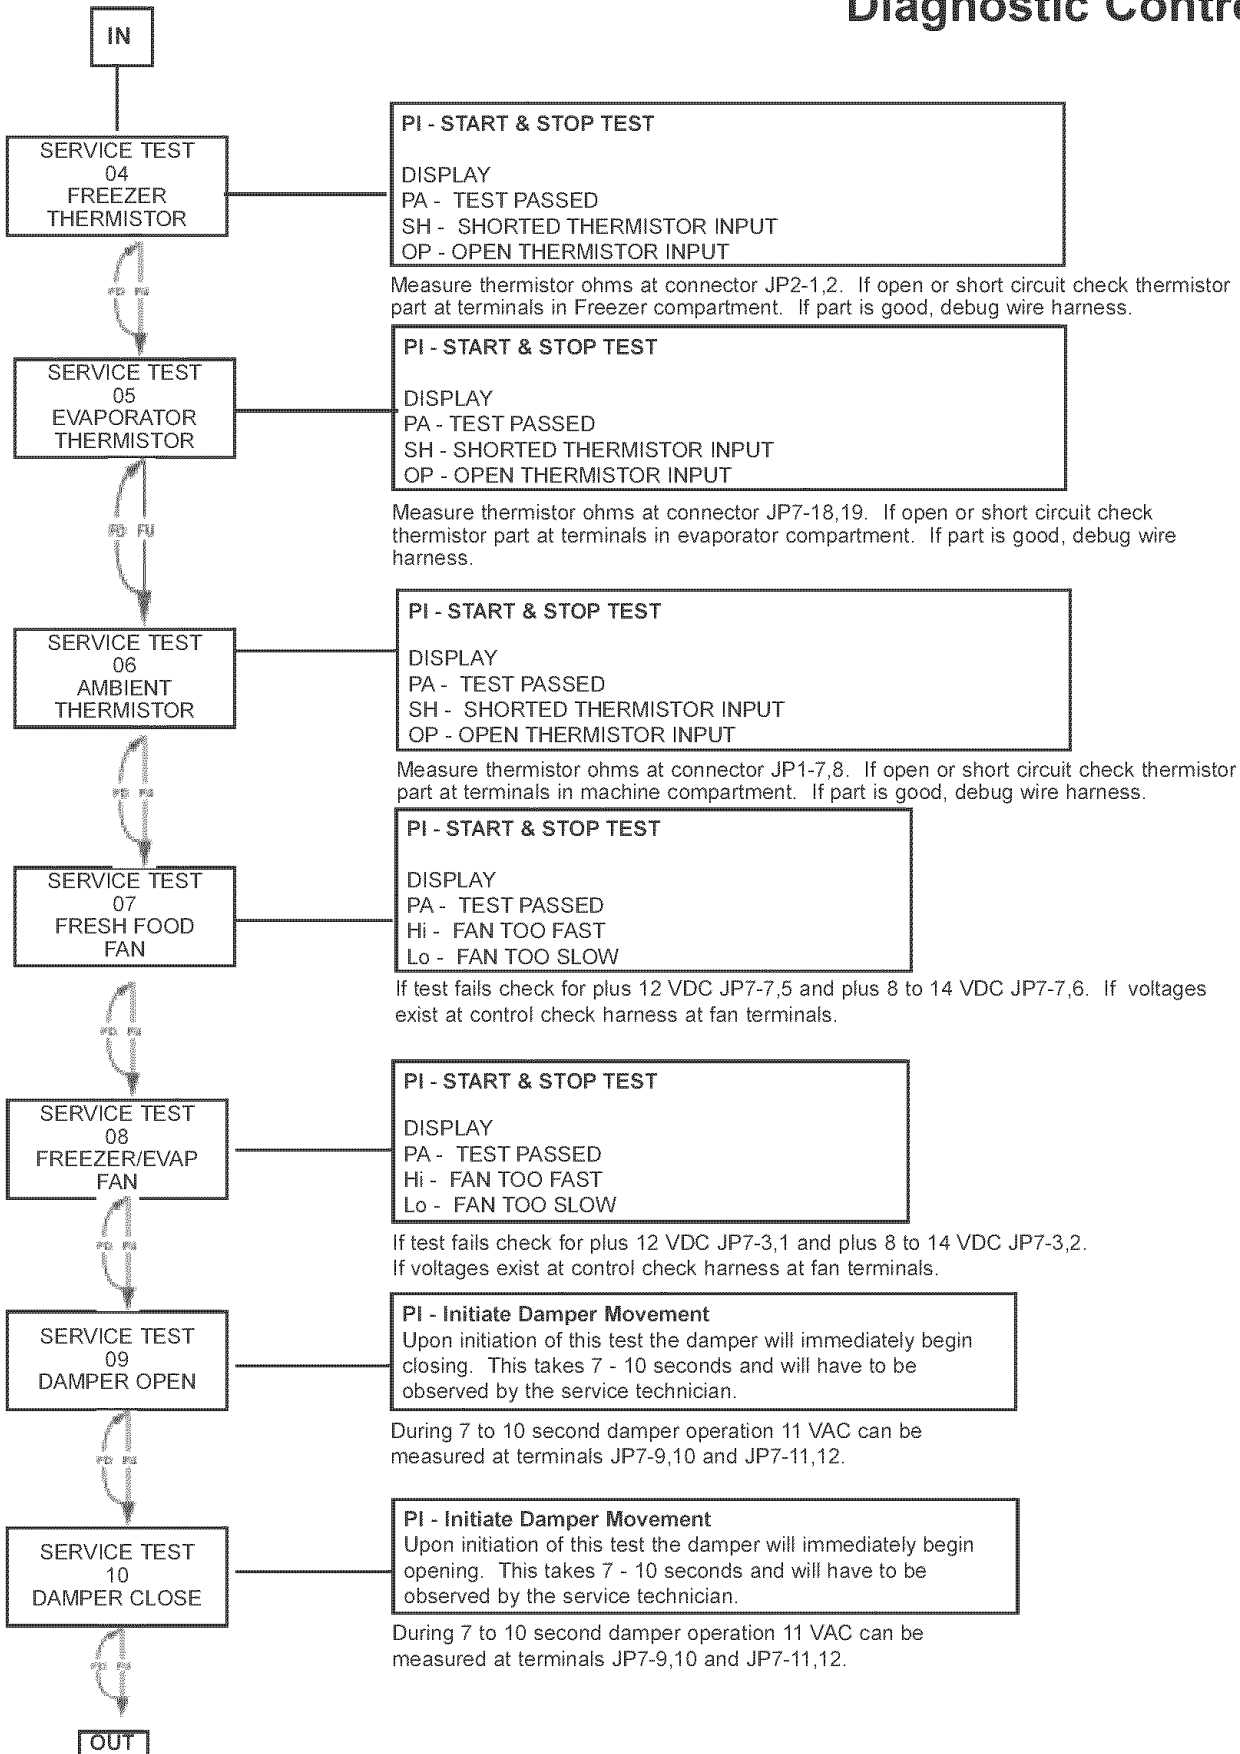 Diagnostic Contro
IN
SERVICE TEST
04
FREEZER
THERMISTOR
PI - START & STOP TEST
DISPLAY
PA - TEST PASSED
SH - SHORTED THERMISTOR INPUT
OP - OPEN THERMISTOR INPUT
Measure thermistor ohms at connector JP2-1,2. If open or short circuit check thermistor
part at terminals in Freezer compartment. If part is good, debug wire harness.
FD FU
SERVICE TEST
05
EVAPORATOR
THERMISTOR
PI - START & STOP TEST
DISPLAY
PA - TEST PASSED
SH - SHORTED THERMISTOR INPUT
OP - OPEN THERMISTOR INPUT
Measure thermistor ohms at connector JP7-18,19. If open or short circuit check
thermistor part at terminals in evaporator compartment. If part is good, debug wire
harness.
FD FU
SERVICE TEST
06
AMBIENT
THERMISTOR
PI - START & STOP TEST
DISPLAY
PA - TEST PASSED
SH - SHORTED THERMISTOR INPUT
OP - OPEN THERMISTOR INPUT
Measure thermistor ohms at connector JP1-7,8. If open or short circuit check thermistor
part at terminals in machine compartment. If part is good, debug wire harness.
FD FU
SERVICE TEST
07
FRESH FOOD
FAN
PI - START & STOP TEST
DISPLAY
PA - TEST PASSED
Hi - FAN TOO FAST
Lo - FAN TOO SLOW
If test fails check for plus 12 VDC JP7-7,5 and plus 8 to 14 VDC JP7-7,6. If voltages
exist at control check harness at fan terminals.
FD FU
SERVICE TEST
08
FREEZER/EVAP
FAN
PI - START & STOP TEST
DISPLAY
PA - TEST PASSED
Hi - FAN TOO FAST
Lo - FAN TOO SLOW
If test fails check for plus 12 VDC JP7-3,1 and plus 8 to 14 VDC JP7-3,2.
If voltages exist at control check harness at fan terminals.
FD FU
SERVICE TEST
09
DAMPER OPEN
PI - Initiate Damper Movement
Upon initiation of this test the damper will immediately begin
closing. This takes 7 - 10 seconds and will have to be
observed by the service technician.
During 7 to 10 second damper operation 11 VAC can be
measured at terminals JP7-9,10 and JP7-11,12.
FD FU
SERVICE TEST
10
DAMPER CLOSE
PI - Initiate Damper Movement
Upon initiation of this test the damper will immediately begin
opening. This takes 7 - 10 seconds and will have to be
observed by the service technician.
During 7 to 10 second damper operation 11 VAC can be
measured at terminals JP7-9,10 and JP7-11,12.
FD FU
OUT